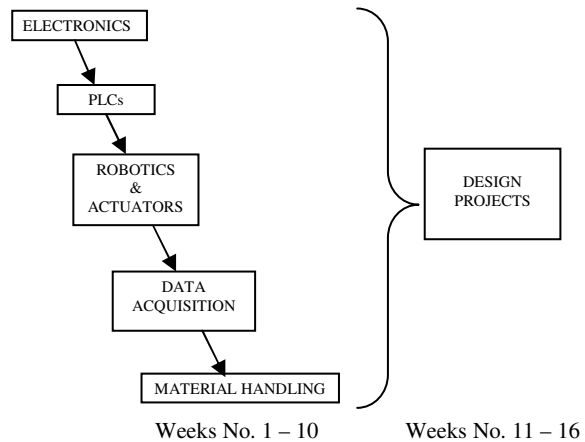 ELECTRONICS
PLCs
ROBOTICS
&
ACTUATORS
DATA
ACQUISITION
MATERIAL HANDLING
DESIGN
PROJECTS
Weeks No. 1 – 10
Weeks No. 11 – 16